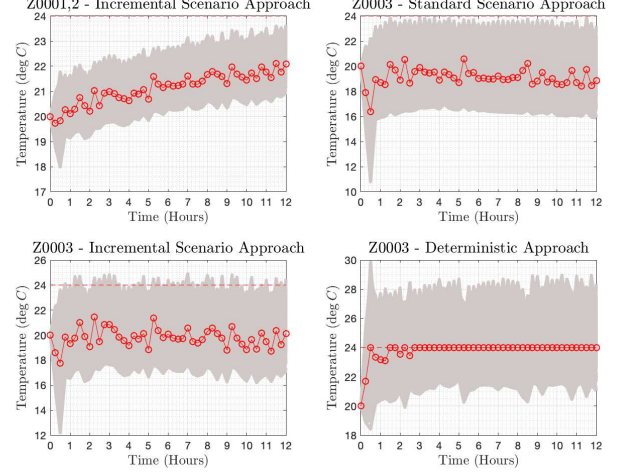 Z0001,2 - Incremental Scenario Approach
24
23
22
21
20
19
18
17
Temperature (deg C)
0 1 2 3 4 5 6 7 8 9 10 11 12
Time (Hours)
Z0003 - Standard Scenario Approach
24
22
20
18
16
14
12
10
Temperature (deg C)
0 1 2 3 4 5 6 7 8 9 10 11 12
Time (Hours)
Z0003 - Incremental Scenario Approach
26
24
22
20
18
16
14
12
Temperature (deg C)
0 1 2 3 4 5 6 7 8 9 10 11 12
Time (Hours)
Z0003 - Deterministic Approach
30
28
26
24
22
20
18
Temperature (deg C)
0 1 2 3 4 5 6 7 8 9 10 11 12
Time (Hours)